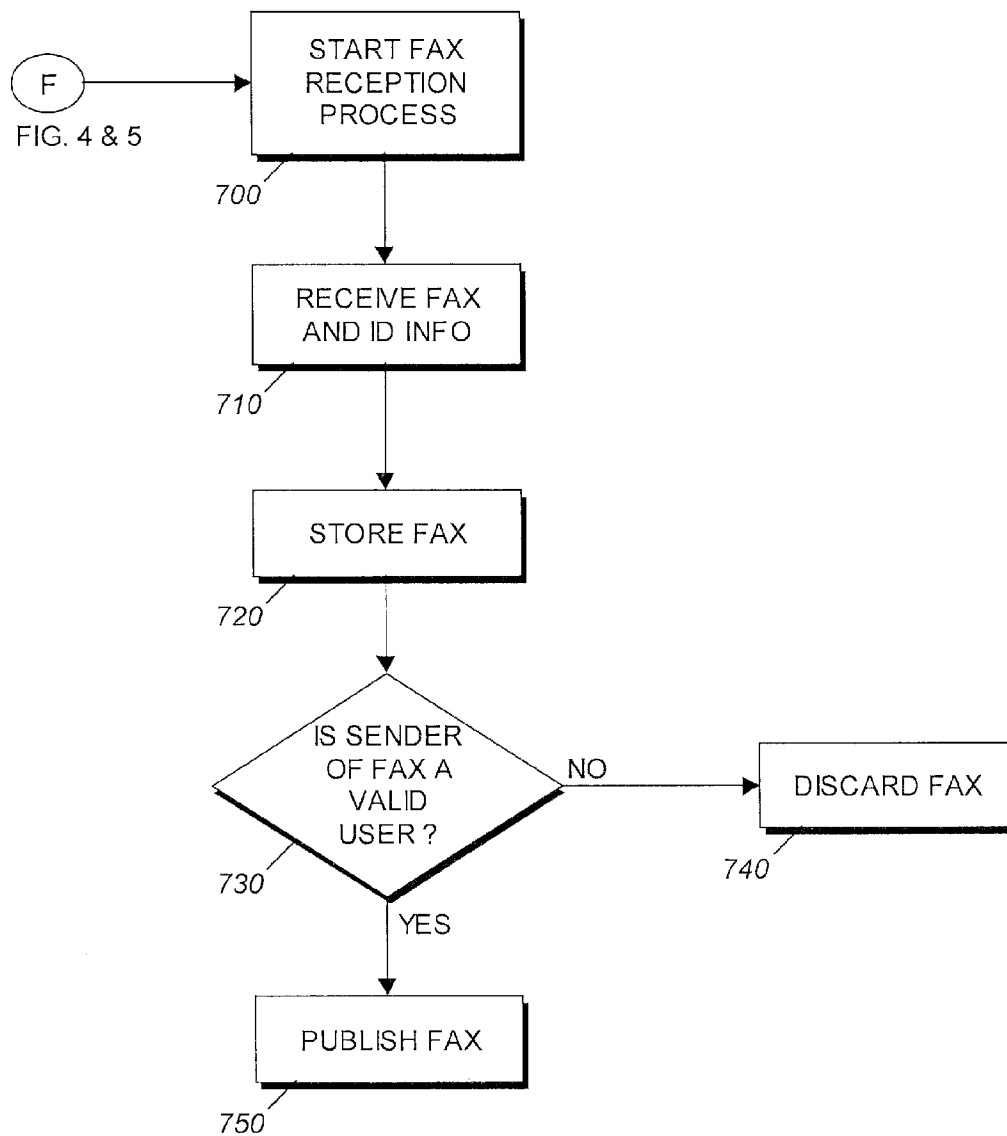 START FAX
RECEPTION
PROCESS
F
FIG. 4 & 5
700
RECEIVE FAX
AND ID INFO
710
STORE FAX
720
IS SENDER
OF FAX A
VALID
USER ?
NO
DISCARD FAX
730
740
YES
PUBLISH FAX
750